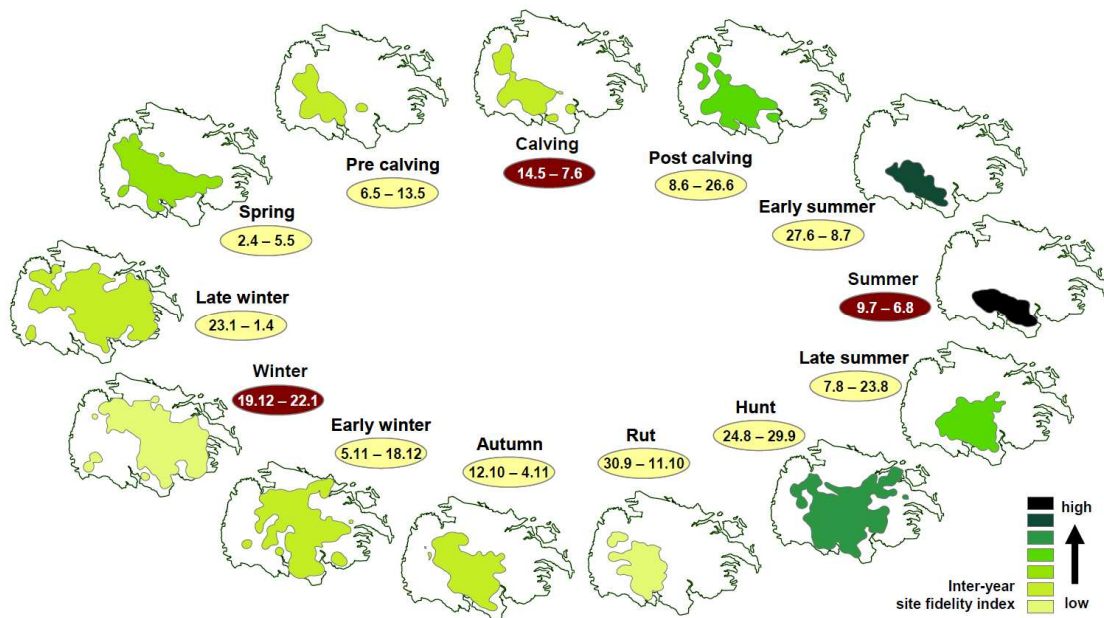 Calving
14.5 – 7.6
Post calving
8.6 – 26.6
Early summer
27.6 – 8.7
Summer
9.7 – 6.8
Late summer
7.8 – 23.8
Hunt
24.8 – 29.9
Rut
30.9 – 11.10
Autumn
12.10 – 4.11
Early winter
5.11 – 18.12
Winter
19.12 – 22.1
Late winter
23.1 – 1.4
Spring
2.4 – 5.5
Pre calving
6.5 – 13.5
high
Inter-year
site fidelity index
low